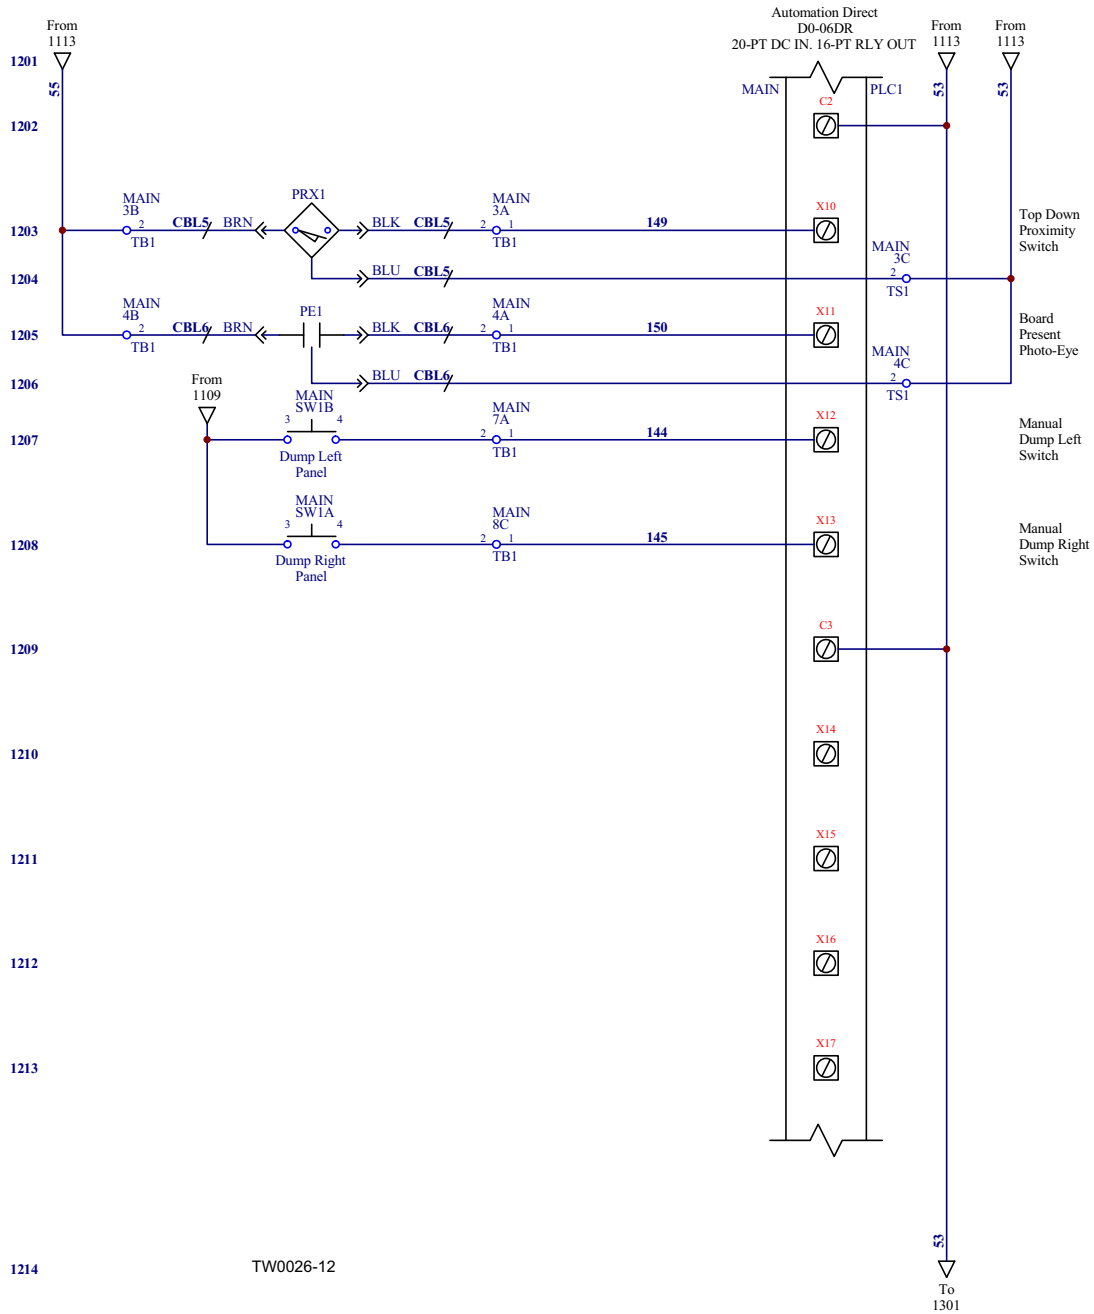 From
1113
Automation Direct
D0-06DR
20-PT DC IN. 16-PT RLY OUT
From
1113
From
1113
1201
55
MAIN
PLC1
53
53
1202
C2
1203
MAIN
3B
2
TB1
CBL5
BRN
PRX1
BLK
CBL5
MAIN
3A
2 1
TB1
149
X10
Top Down
Proximity
Switch
1204
BLU
CBL5
MAIN
3C
2
TS1
1205
MAIN
4B
2
TB1
CBL6
BRN
PE1
BLK
CBL6
MAIN
4A
2 1
TB1
150
X11
Board
Present
Photo-Eye
1206
BLU
CBL6
MAIN
4C
2
TS1
From
1109
1207
MAIN
SW1B
3 4
Dump Left
Panel
MAIN
7A
2 1
TB1
144
X12
Manual
Dump Left
Switch
1208
MAIN
SW1A
3 4
Dump Right
Panel
MAIN
8C
2 1
TB1
145
X13
Manual
Dump Right
Switch
1209
C3
1210
X14
1211
X15
1212
X16
1213
X17
1214
TW0026-12
53
To
1301